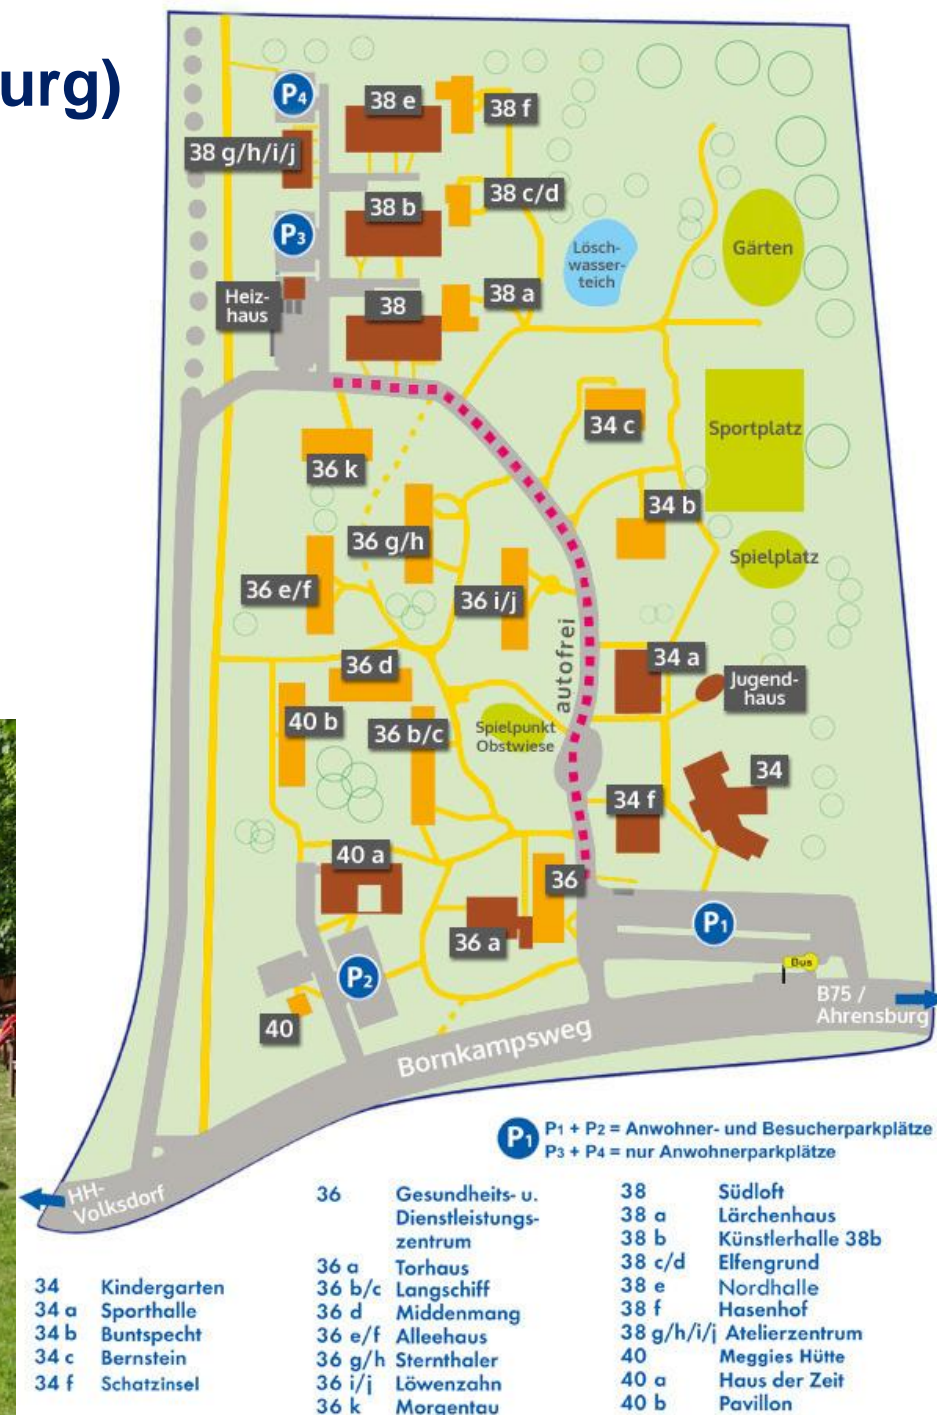 urg)
P4
38 e
38 f
38 g/h/i/j
38 c/d
38 b
P3
Lösch-
wasser-
teich
Gärten
Heiz-
haus
38
38 a
34 c
Sportplatz
36 k
34 b
36 g/h
Spielplatz
36 e/f
36 i/j
autofrei
36 d
34 a
Jugend-
haus
40 b
36 b/c
Spielpunkt
Obstwiese
34
34 f
40 a
36
P1
36 a
P2
Bus
B75 /
Ahrensburg
40
Bornkampsweg
P1
P1 + P2 = Anwohner- und Besucherparkplätze
P3 + P4 = nur Anwohnerparkplätze
HH-
Volksdorf
34 Kindergarten
34 a Sporthalle
34 b Buntspecht
34 c Bernstein
34 f Schatzinsel
36 Gesundheits- u.
Dienstleistungs-
zentrum
36 a Torhaus
36 b/c Langschiff
36 d Middenmang
36 e/f Alleehaus
36 g/h Sternthaler
36 i/j Löwenzahn
36 k Morgentau
38 Südloft
38 a Lärchenhaus
38 b Künstlerhalle 38b
38 c/d Elfengrund
38 e Nordhalle
38 f Hasenhof
38 g/h/i/j Atelierzentrum
40 Meggies Hütte
40 a Haus der Zeit
40 b Pavillon